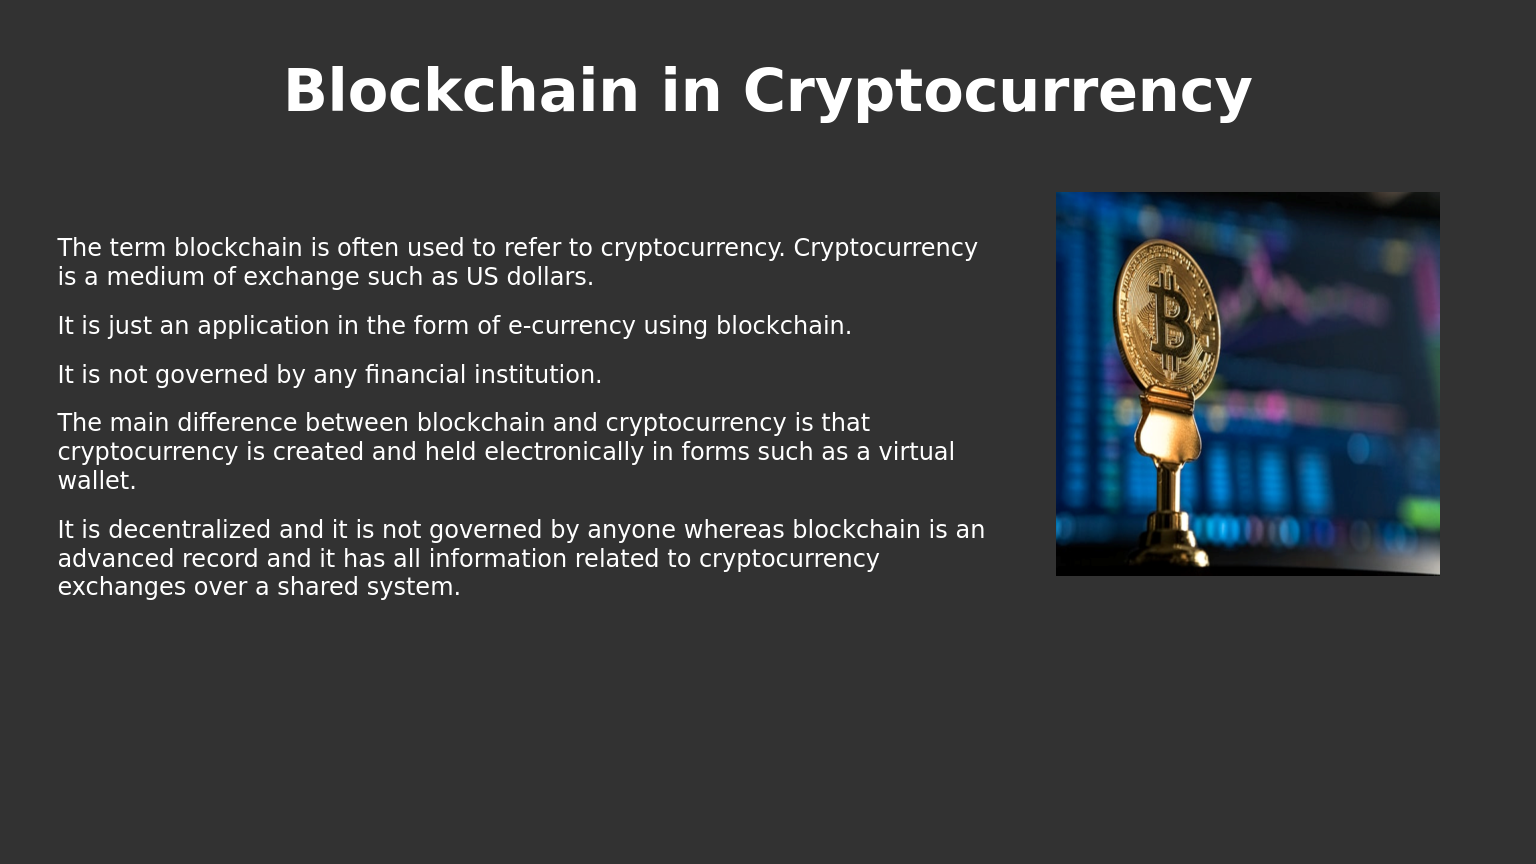 Blockchain in Cryptocurrency
The term blockchain is often used to refer to cryptocurrency. Cryptocurrency
is a medium of exchange such as US dollars.
It is just an application in the form of e-currency using blockchain.
It is not governed by any financial institution.
The main difference between blockchain and cryptocurrency is that
cryptocurrency is created and held electronically in forms such as a virtual
wallet.
It is decentralized and it is not governed by anyone whereas blockchain is an
advanced record and it has all information related to cryptocurrency
exchanges over a shared system.